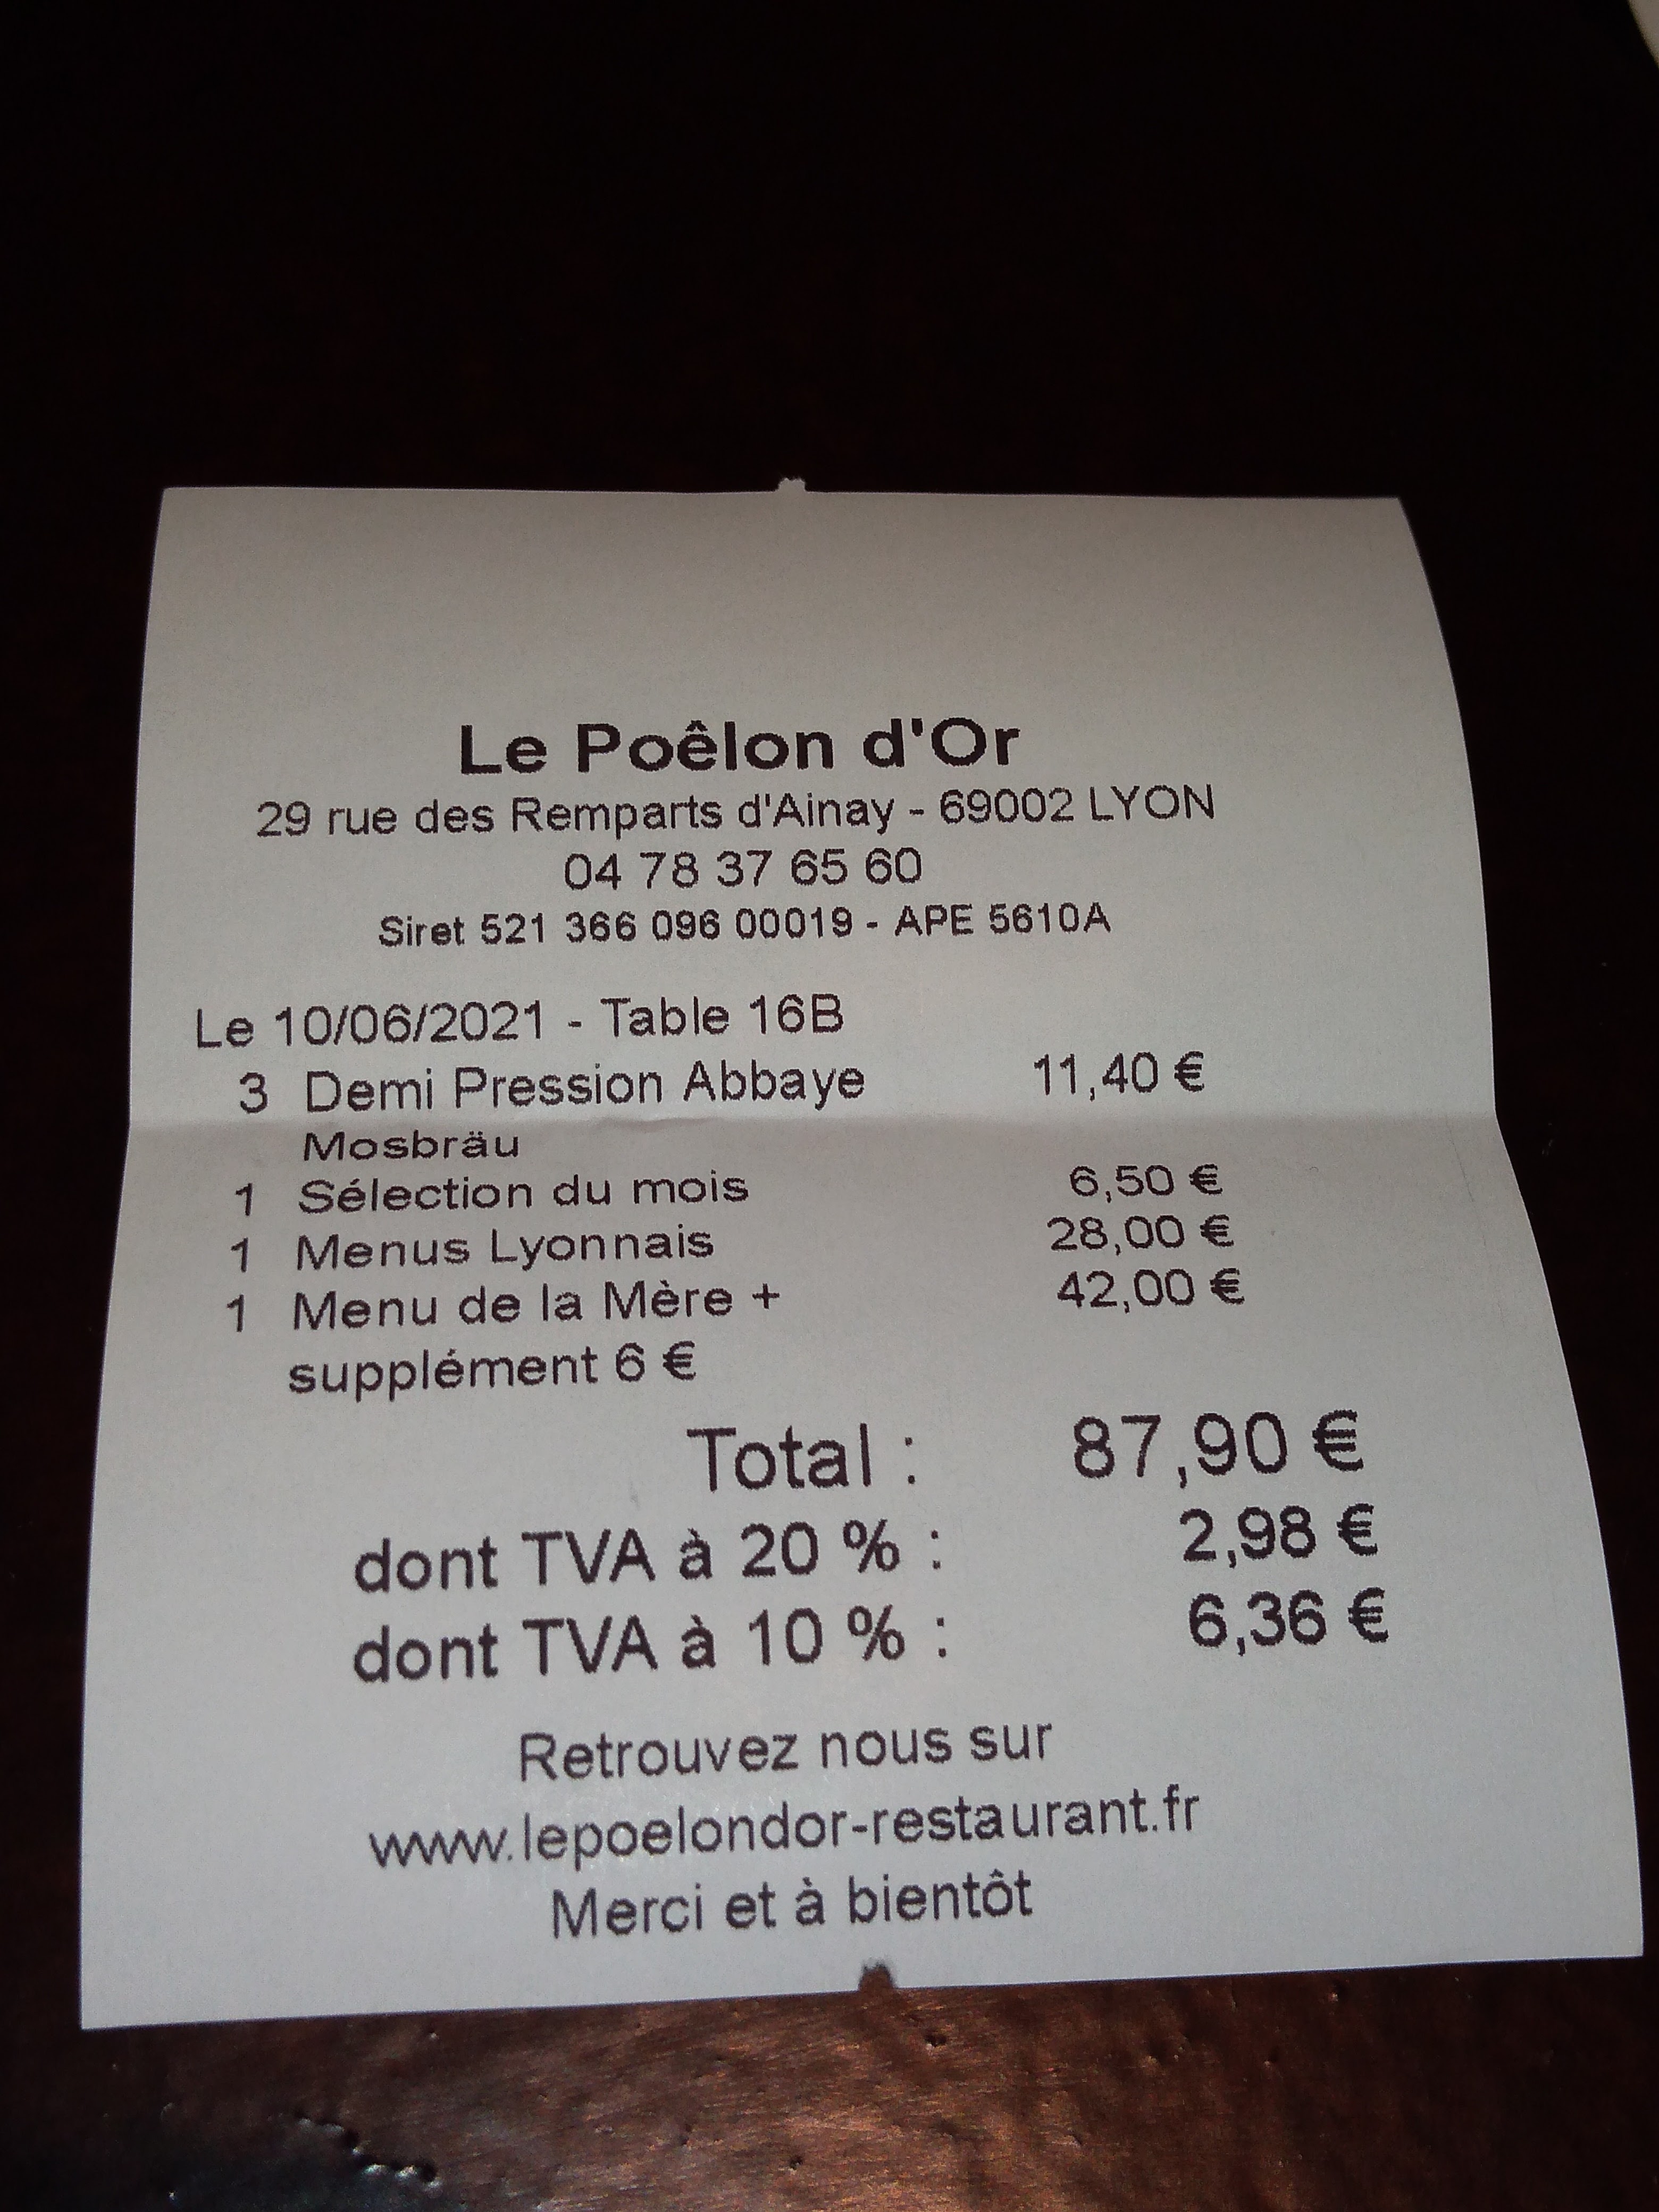 Le Poêlon d'Or
29 rue des Remparts d'Ainay - 69002 LYON
04 78 37 65 60
Siret 521 366 096 00019 - APE 5610A
Le 10/06/2021 - Table 16B
3 Demi Pression Abbaye 11,40 €
Mosbräu
1 Sélection du mois 6,50 €
1 Menus Lyonnais 28,00 €
1 Menu de la Mère + 42,00 €
supplément 6 €
Total : 87,90 €
dont TVA à 20 % : 2,98 €
dont TVA à 10 % : 6,36 €
Retrouvez nous sur
www.lepoelondor-restaurant.fr
Merci et à bientôt